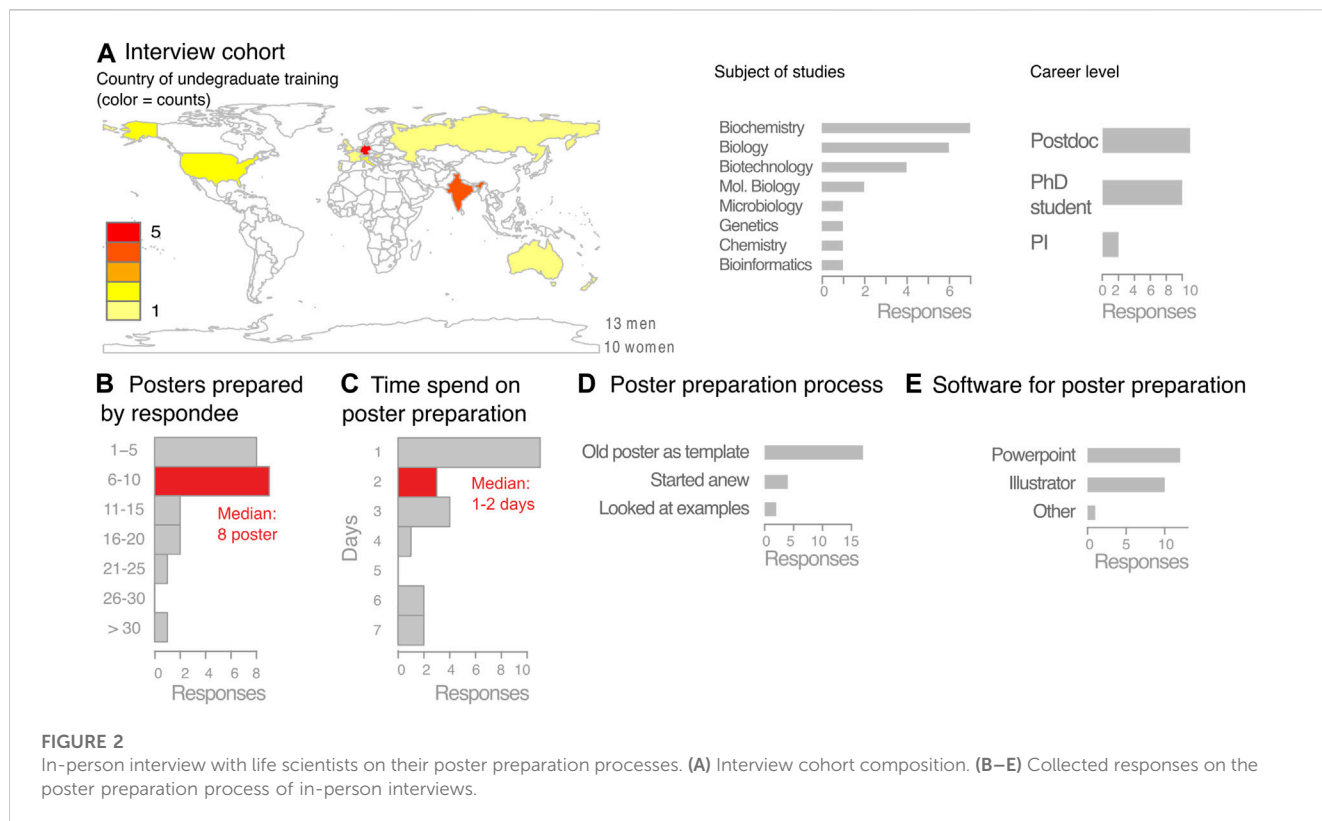 A Interview cohort
Country of undegraduate training
(color = counts)
5
1
13 men
10 women
Subject of studies
Biochemistry
Biology
Biotechnology
Mol. Biology
Microbiology
Genetics
Chemistry
Bioinformatics
0 2 4 6
Responses
Career level
Postdoc
PhD
student
PI
0 2 4 6 8 10
Responses
B Posters prepared
by respondee
1–5
6-10
11-15
16-20
21-25
26-30
> 30
Median:
8 poster
0 2 4 6 8
Responses
C Time spend on
poster preparation
Days
1
2
3
4
5
6
7
Median:
1-2 days
0 2 4 6 8 10
Responses
D Poster preparation process
Old poster as template
Started anew
Looked at examples
0 5 10 15
Responses
E Software for poster preparation
Powerpoint
Illustrator
Other
0 5 10
Responses
FIGURE 2
In-person interview with life scientists on their poster preparation processes. (A) Interview cohort composition. (B–E) Collected responses on the
poster preparation process of in-person interviews.